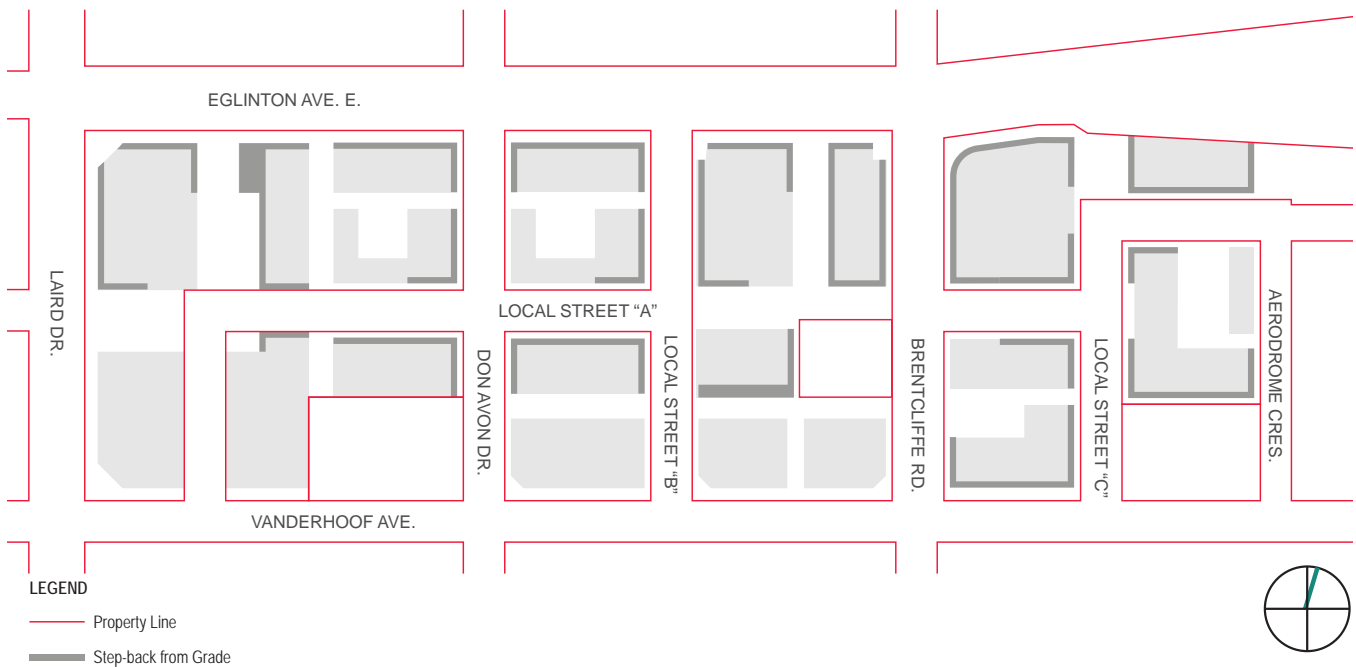 EGLINTON AVE. E.
LAIRD DR.
LOCAL STREET “A”
DON AVON DR.
LOCAL STREET “B”
BRENTCLIFFE RD.
LOCAL STREET “C”
AERODROME CRES.
VANDERHOOF AVE.
LEGEND
Property Line
Step-back from Grade